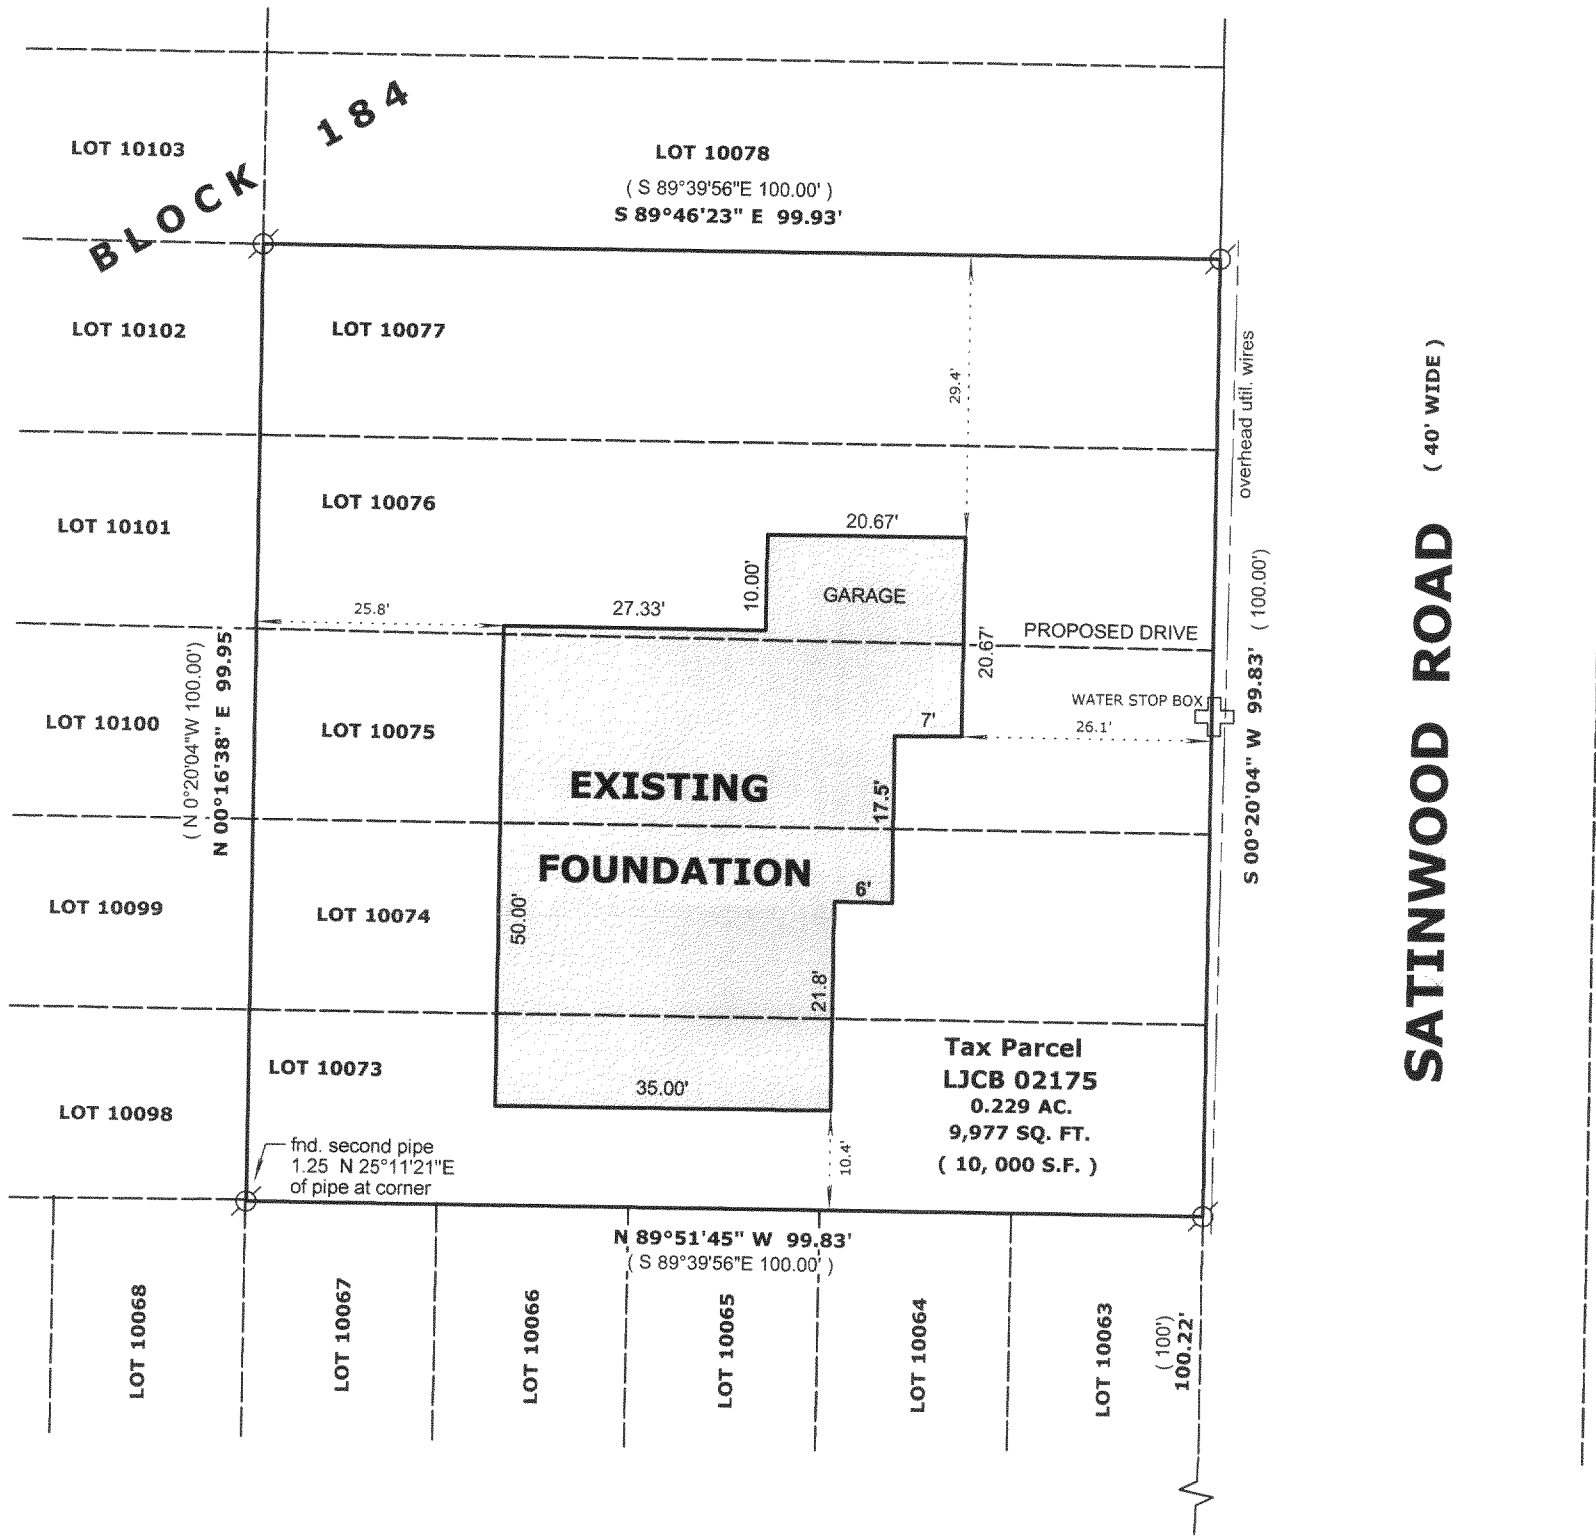 BLOCK 184
LOT 10103
LOT 10078
( S 89°39'56"E 100.00' )
S 89°46'23" E 99.93'
LOT 10102
LOT 10077
29.4'
overhead util. wires
( 40' WIDE )
SATINWOOD ROAD
LOT 10101
LOT 10076
20.67'
10.00'
GARAGE
25.8'
27.33'
20.67'
PROPOSED DRIVE
( N 0°20'04"W 100.00')
N 00°16'38" E 99.95
S 00°20'04" W 99.83' ( 100.00')
LOT 10100
LOT 10075
7'
WATER STOP BOX
26.1'
EXISTING
FOUNDATION
17.5'
6'
LOT 10099
LOT 10074
50.00'
21.8'
LOT 10098
LOT 10073
35.00'
Tax Parcel
LJCB 02175
0.229 AC.
9,977 SQ. FT.
( 10, 000 S.F. )
fnd. second pipe
1.25 N 25°11'21"E
of pipe at corner
10.4'
N 89°51'45" W 99.83'
( S 89°39'56"E 100.00' )
LOT 10068
LOT 10067
LOT 10066
LOT 10065
LOT 10064
LOT 10063
( 100')
100.22'